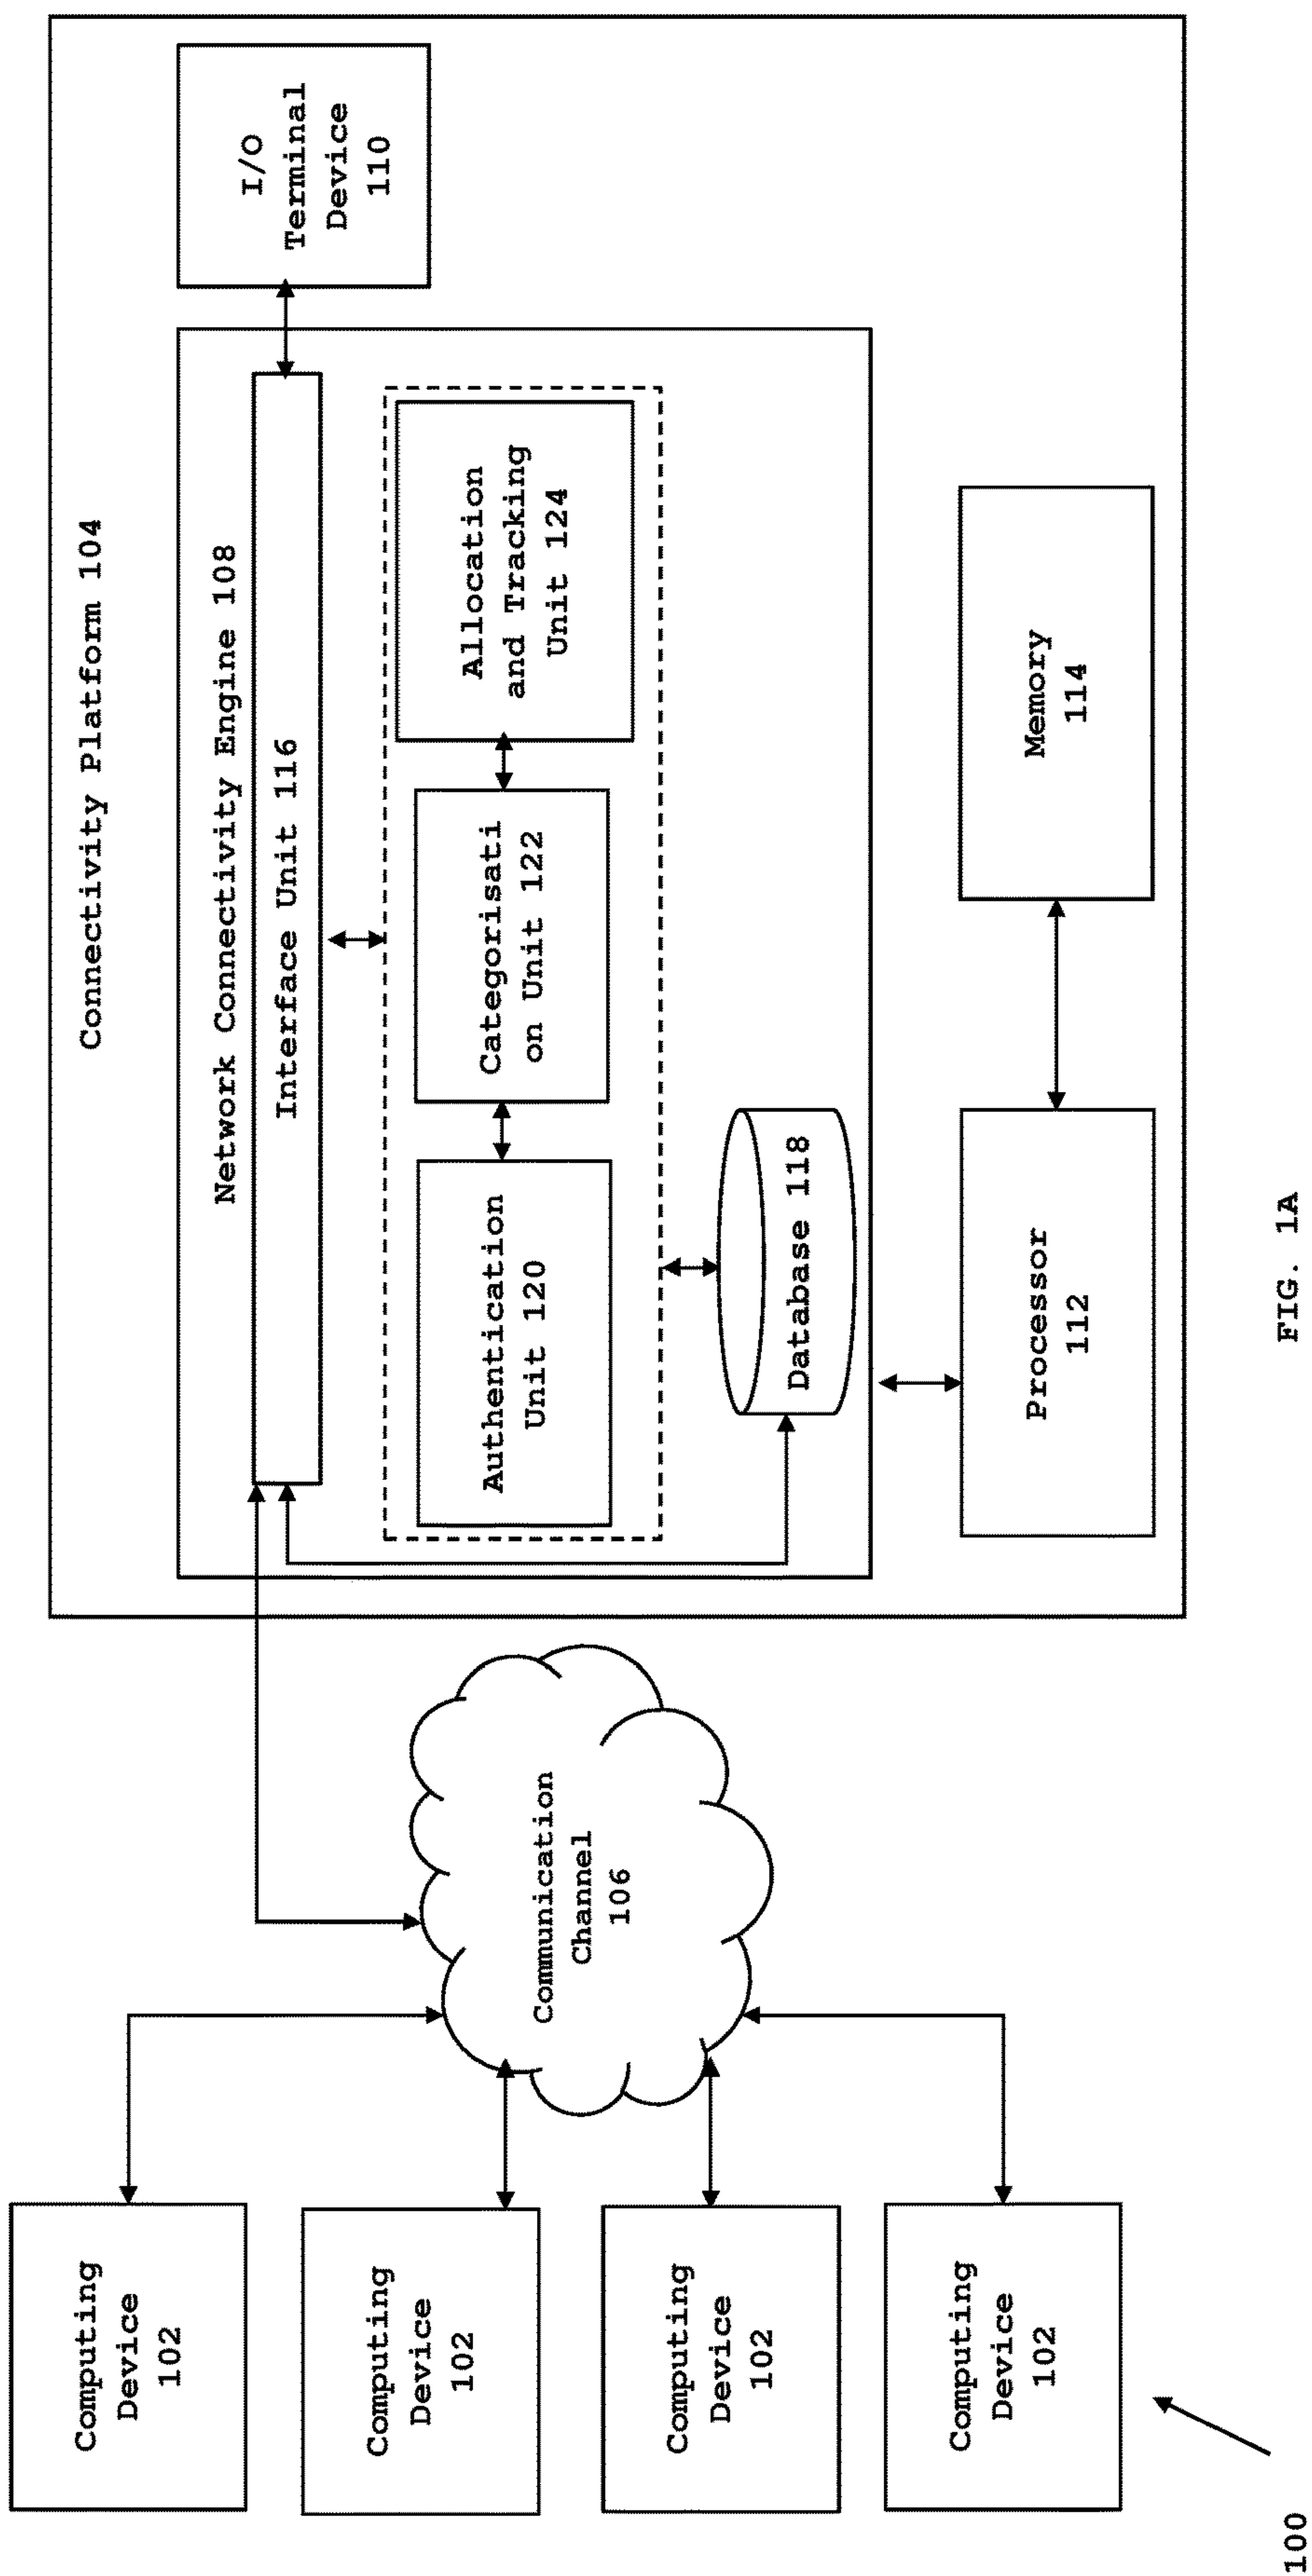 Computing
Device
102
Computing
Device
102
Computing
Device
102
Computing
Device
102
100
Communication
Channel
106
Connectivity Platform 104
Network Connectivity Engine 108
Interface Unit 116
Authentication
Unit 120
Categorisati
on Unit 122
Allocation
and Tracking
Unit 124
Database 118
I/O
Terminal
Device
110
Processor
112
Memory
114
FIG. 1A